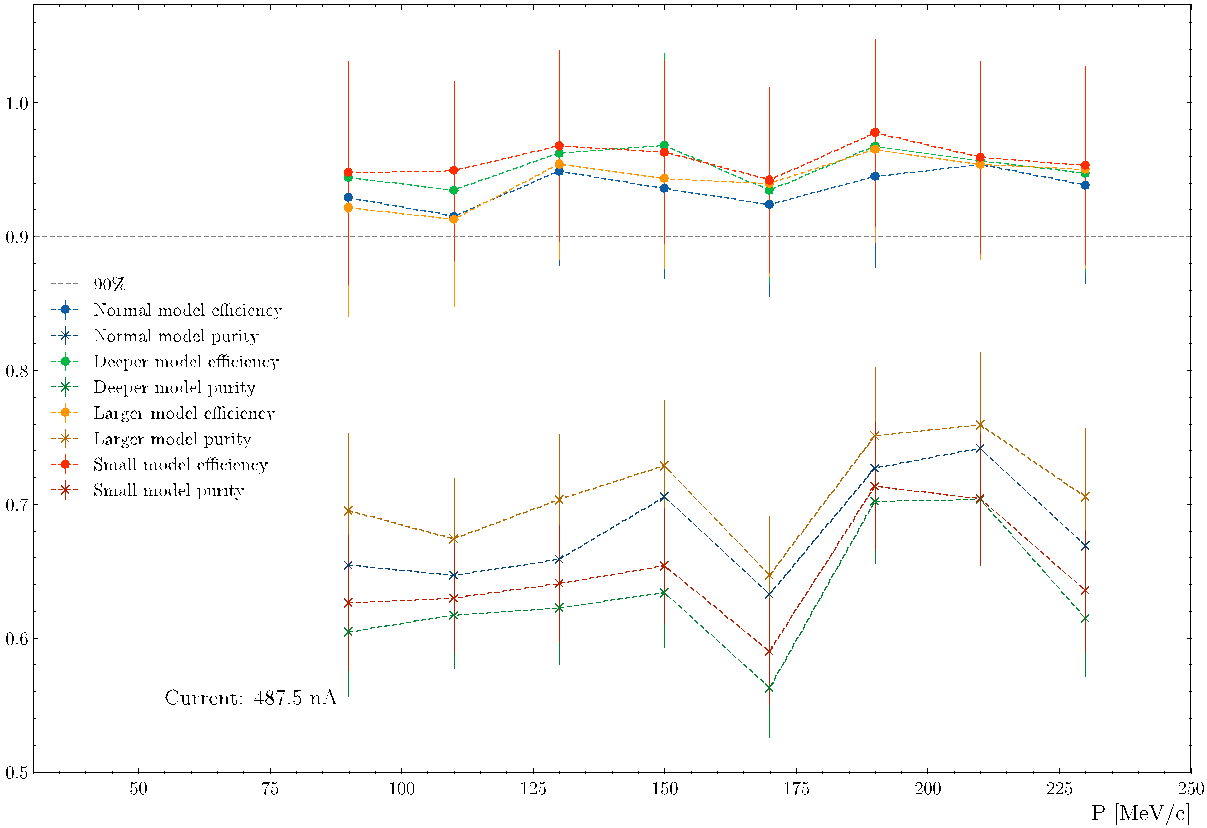 1.0
0.9
0.8
0.7
0.6
0.5
90%
Normal model efficiency
Normal model purity
Deeper model efficiency
Deeper model purity
Larger model efficiency
Larger model purity
Small model efficiency
Small model purity
Current: 487.5 nA
50 75 100 125 150 175 200 225 250
P [MeV/c]